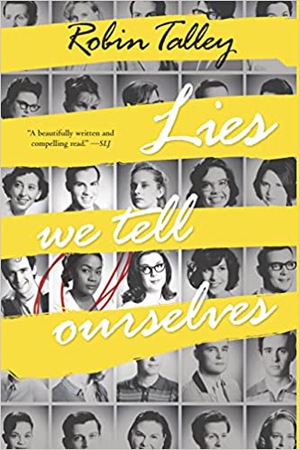 Robin Talley
Lies
"A beautifully written and
compelling read." —SLJ
we tell
ourselves